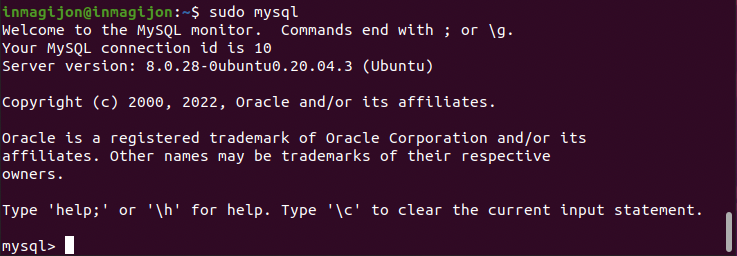 inmagijon@inmagijon:~$ sudo mysql
Welcome to the MySQL monitor.  Commands end with ; or \g.
Your MySQL connection id is 10
Server version: 8.0.28-0ubuntu0.20.04.3 (Ubuntu)
Copyright (c) 2000, 2022, Oracle and/or its affiliates.
Oracle is a registered trademark of Oracle Corporation and/or its
affiliates. Other names may be trademarks of their respective
owners.
Type 'help;' or '\h' for help. Type '\c' to clear the current input statement.
mysql>